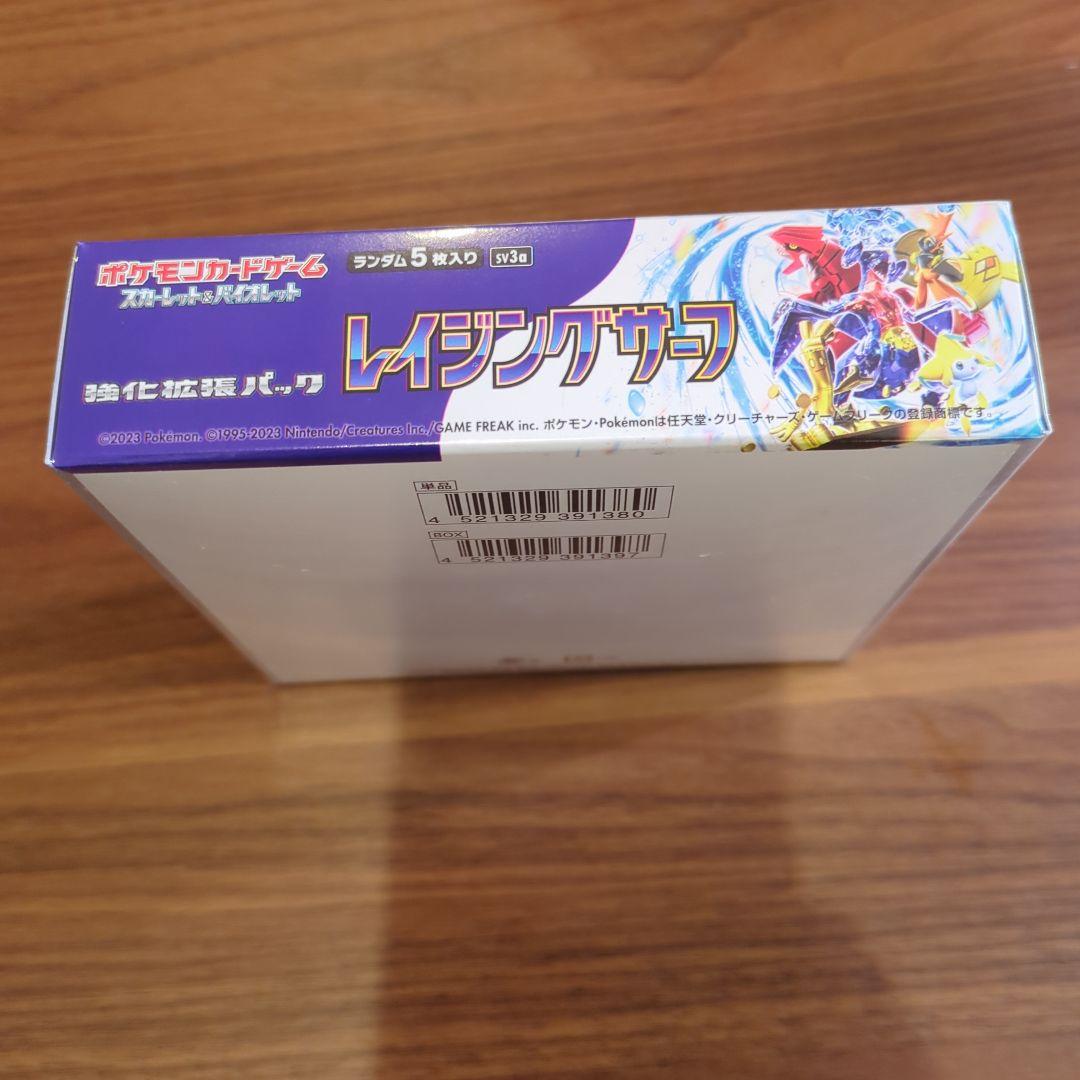 ポケモンカードゲーム
スカーレット&バイオレット
ランダム5枚入り
SV3a
強化拡張パック
レイジングサーフ
©2023 Pokémon. ©1995-2023 Nintendo/Creatures Inc./GAME FREAK inc. ポケモン・Pokémonは任天堂・クリーチャーズ・ゲームフリークの登録商標です。
単品
4 521329 391380
BOX
4 521329 391397